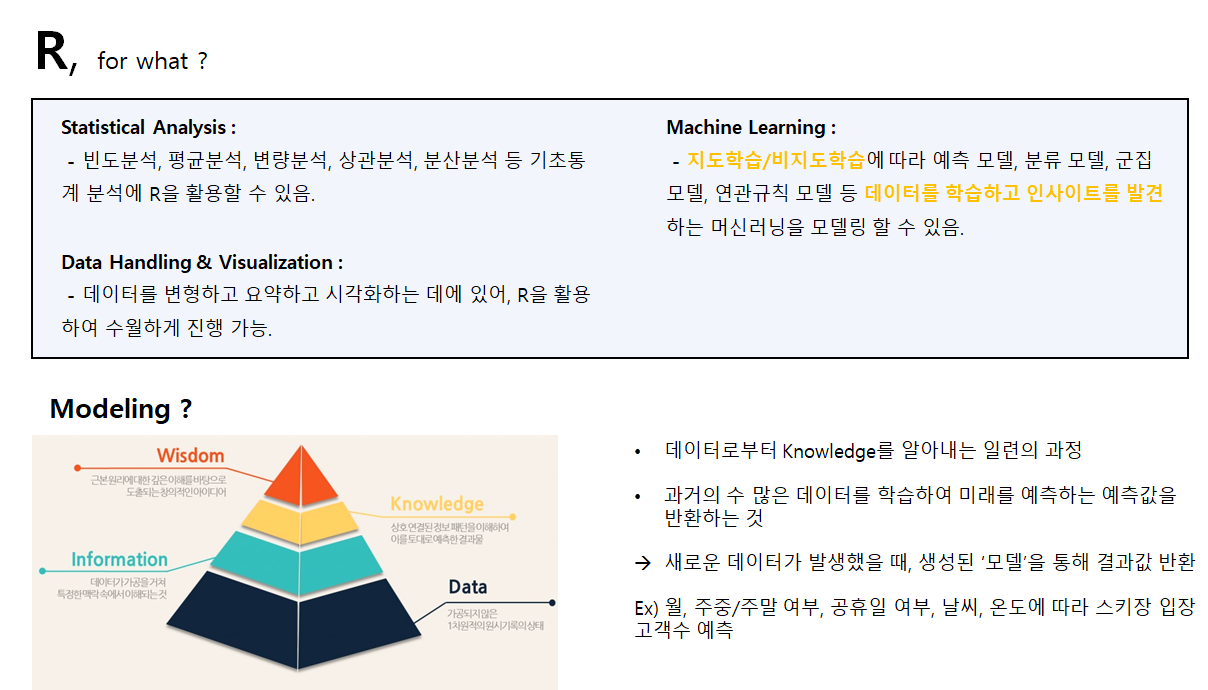 R, for what ?
Statistical Analysis :
- 빈도분석, 평균분석, 변량분석, 상관분석, 분산분석 등 기초통
계 분석에 R을 활용할 수 있음.
Data Handling & Visualization :
- 데이터를 변형하고 요약하고 시각화하는 데에 있어, R을 활용
하여 수월하게 진행 가능.
Machine Learning :
- 지도학습/비지도학습에 따라 예측 모델, 분류 모델, 군집
모델, 연관규칙 모델 등 데이터를 학습하고 인사이트를 발견
하는 머신러닝을 모델링 할 수 있음.
Modeling ?
Wisdom
근본 원리에 대한 깊은 이해를 바탕으로
도출되는 창의적인 아이디어
Knowledge
상호 연결된 정보 패턴을 이해하여
이를 토대로 예측한 결과물
Information
데이터가 가공을 거쳐
특정한 맥락 속에서 이해되는 것
Data
가공되지 않은
1차원적의 원시 기록의 상태
• 데이터로부터 Knowledge를 알아내는 일련의 과정
• 과거의 수 많은 데이터를 학습하여 미래를 예측하는 예측값을
반환하는 것
→ 새로운 데이터가 발생했을 때, 생성된 ‘모델’을 통해 결과값 반환
Ex) 월, 주중/주말 여부, 공휴일 여부, 날씨, 온도에 따라 스키장 입장
고객수 예측